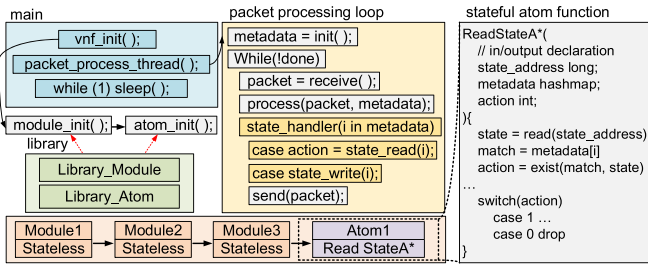 main
vnf_init( );
packet_process_thread( );
while (1) sleep( );
module_init( );
atom_init( );
library
Library_Module
Library_Atom
packet processing loop
metadata = init( );
While(!done)
packet = receive( );
process(packet, metadata);
state_handler(i in metadata)
case action = state_read(i);
case state_write(i);
send(packet);
stateful atom function
ReadStateA*(
// in/output declaration
state_address long;
metadata hashmap;
action int;
){
state = read(state_address)
match = metadata[i]
action = exist(match, state)
...
switch(action)
case 1 ...
case 0 drop
}
Module1
Stateless
Module2
Stateless
Module3
Stateless
Atom1
Read StateA*